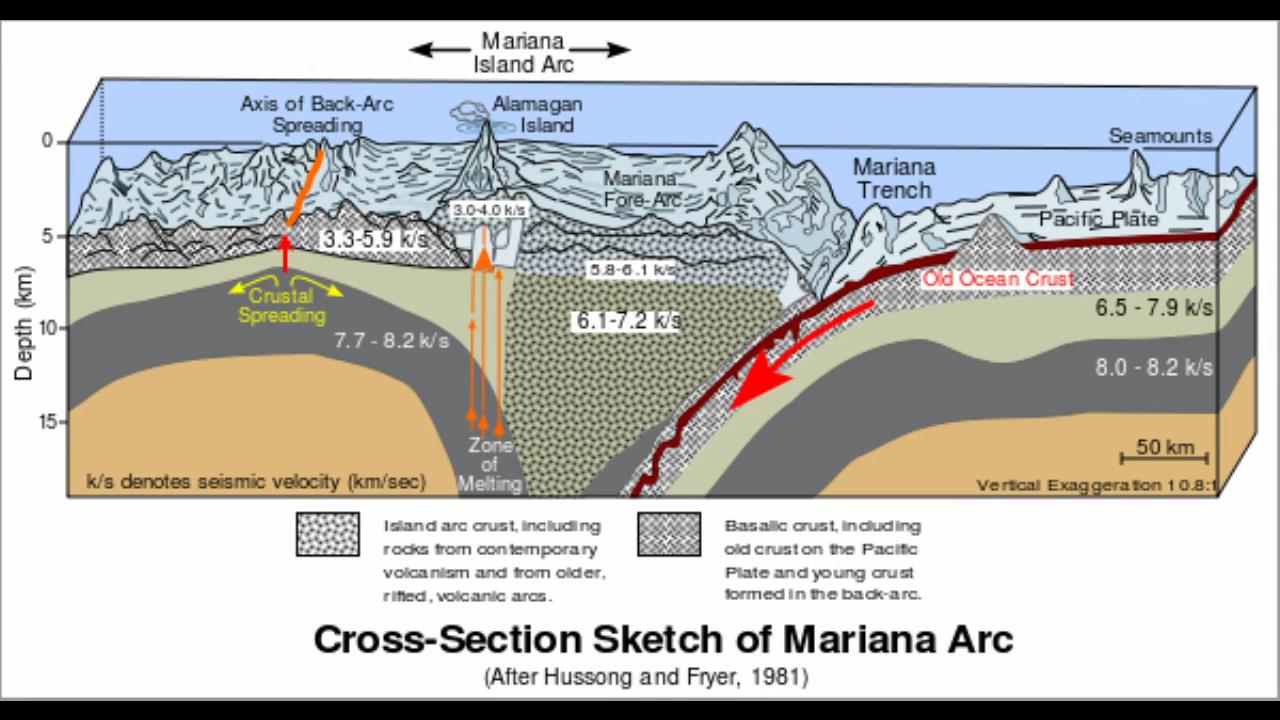 Mariana
Island Arc
Axis of Back-Arc
Spreading
Alamagan
Island
Seamounts
0
Mariana
Trench
Mariana
Fore-Arc
3.0-4.0 k/s
Pacific Plate
5
3.3-5.9 k/s
5.8-6.1 k/s
Old Ocean Crust
Crustal
Spreading
6.5 - 7.9 k/s
6.1-7.2 k/s
10
Depth (km)
7.7 - 8.2 k/s
8.0 - 8.2 k/s
15
Zone
of
Melting
50 km
k/s denotes seismic velocity (km/sec)
Vertical Exaggeration 10.8:1
Island arc crust, including
rocks from contemporary
volcanism and from older,
rifted, volcanic arcs.
Basalic crust, including
old crust on the Pacific
Plate and young crust
formed in the back-arc.
Cross-Section Sketch of Mariana Arc
(After Hussong and Fryer, 1981)